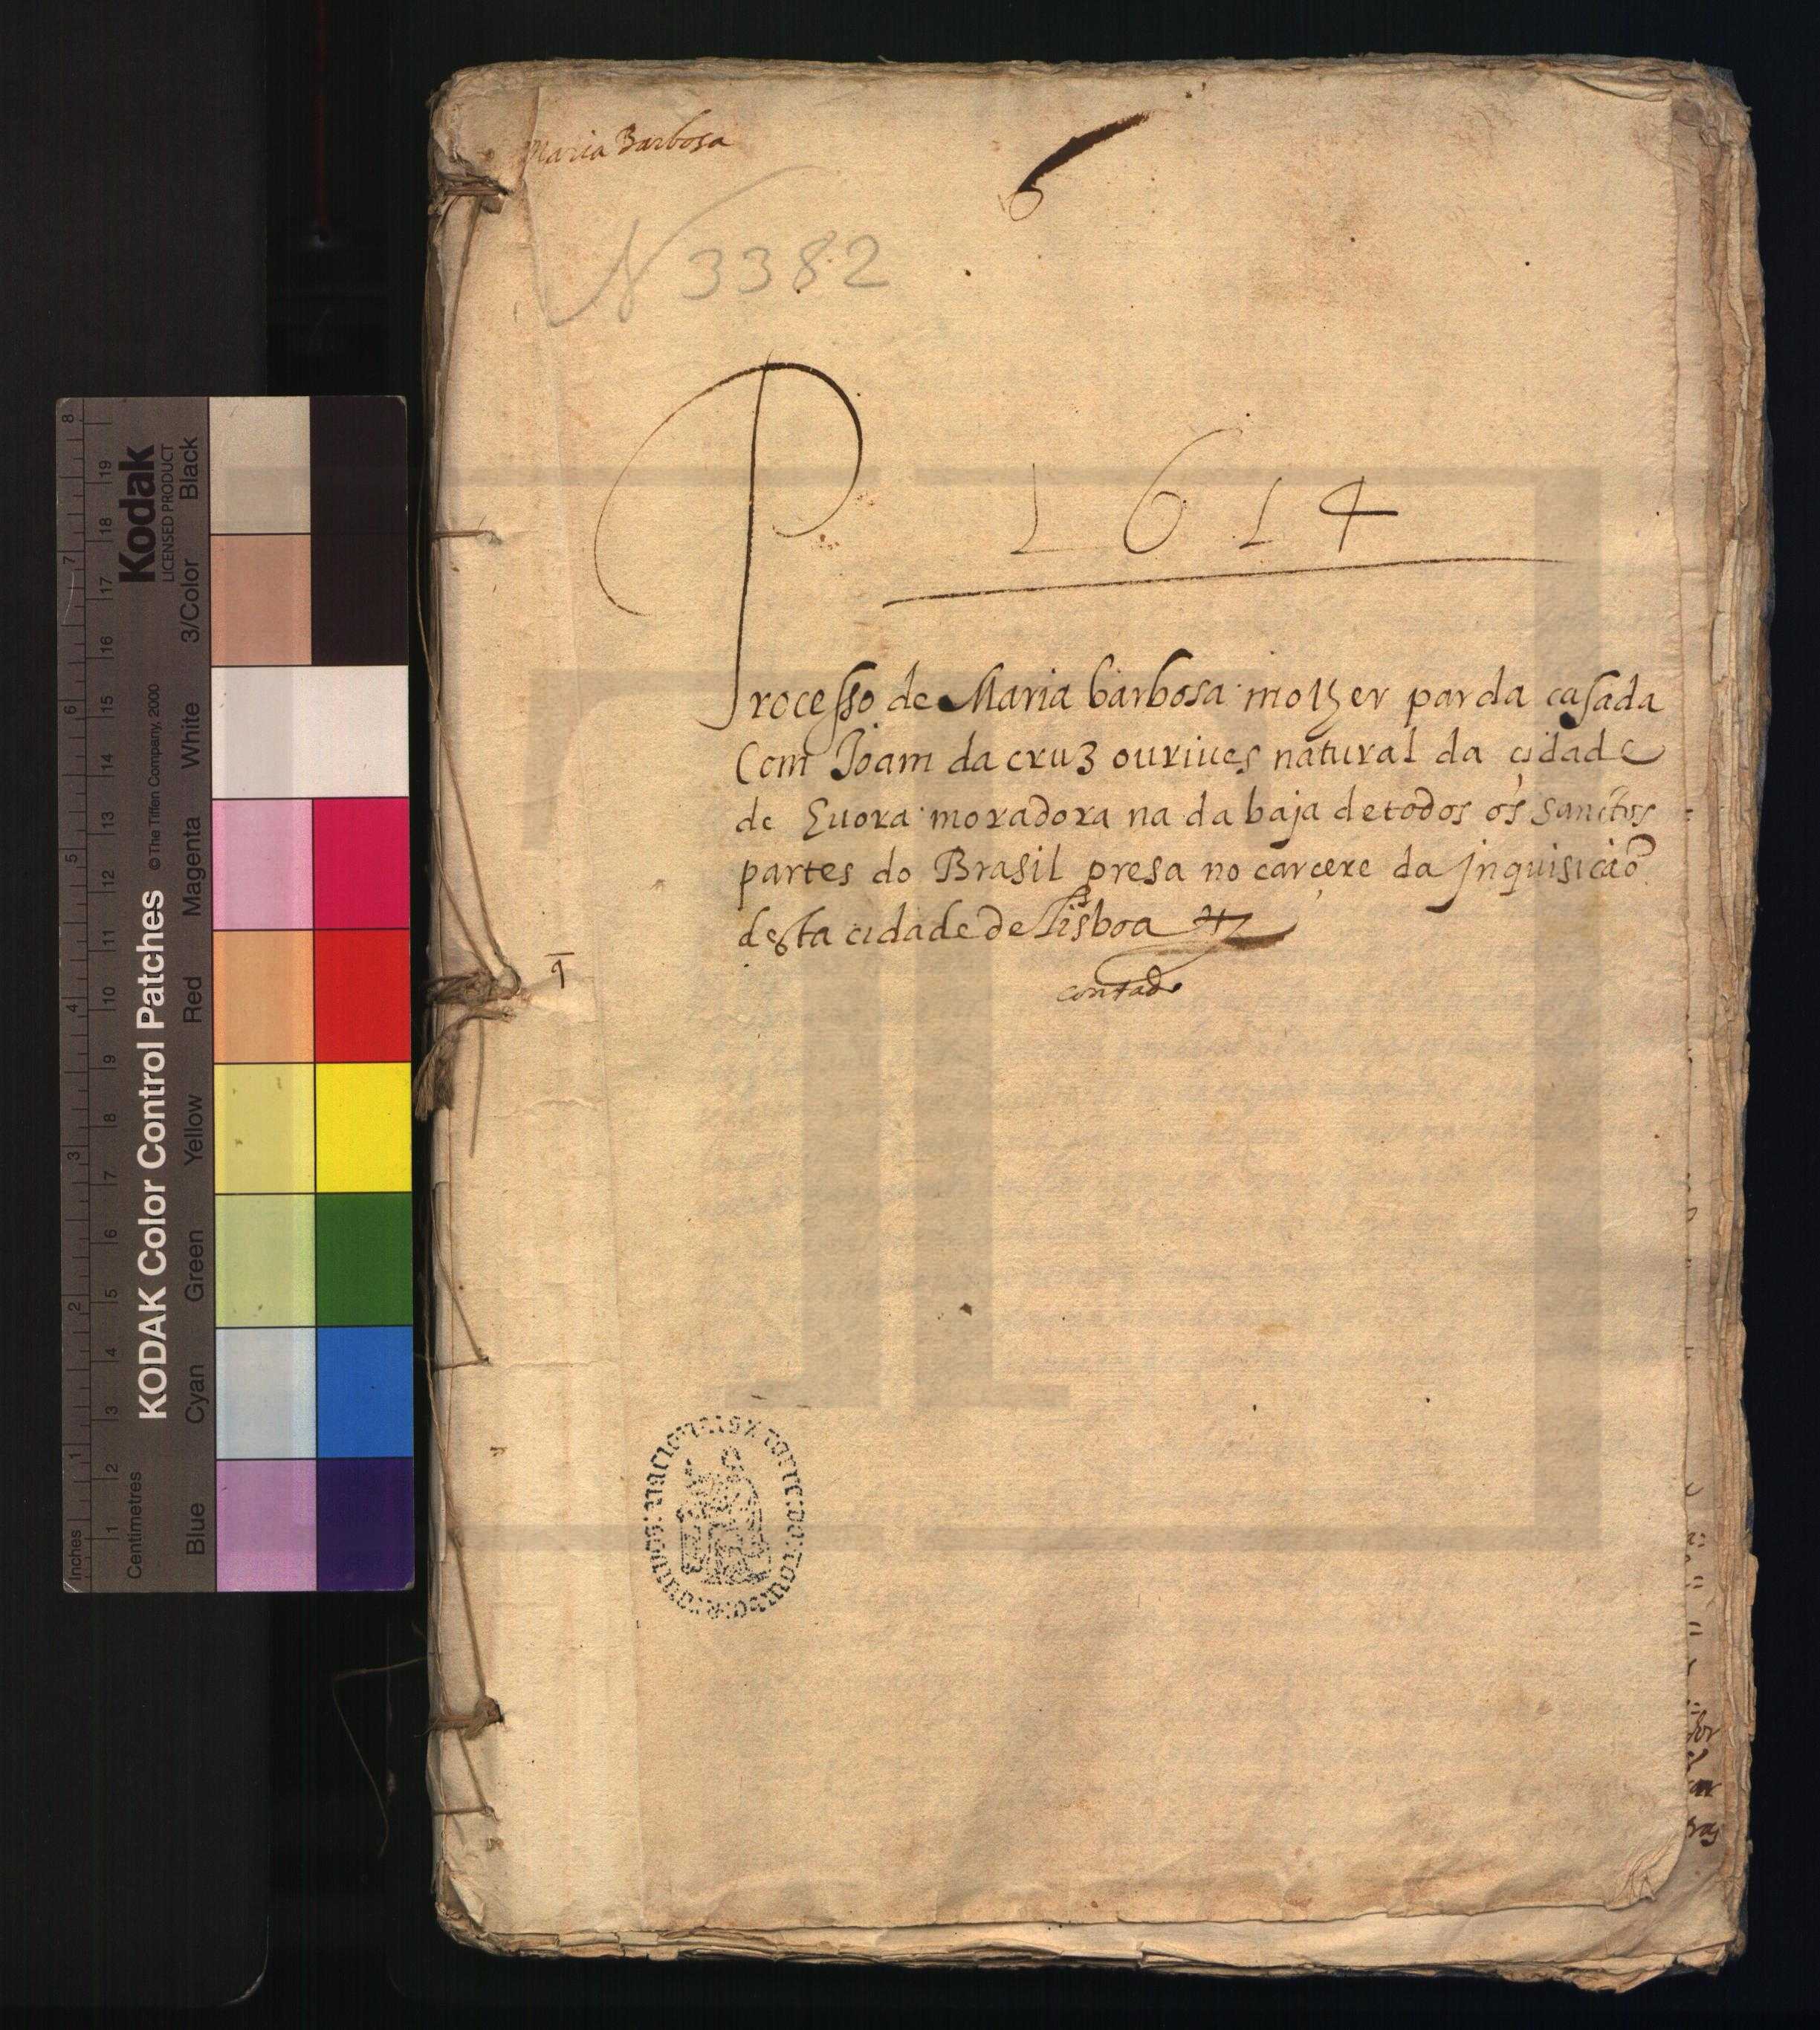 Maria Barbosa
6
N 3382
1614
Processo de Maria barbosa molher parda casada
Com Joam da cruz ouriues natural da cidade
de Euora moradora na da baja de todos os sanctos
partes do Brasil presa no carcere da jnquisicaõ
desta cidade de lisboa
contado
KODAK Color Control Patches
© The Tiffen Company, 2000
Kodak
LICENSED PRODUCT
Inches
1 2 3 4 5 6 7 8
Centimetres
1 2 3 4 5 6 7 8 9 10 11 12 13 14 15 16 17 18 19
Blue Cyan Green Yellow Red Magenta White 3/Color Black